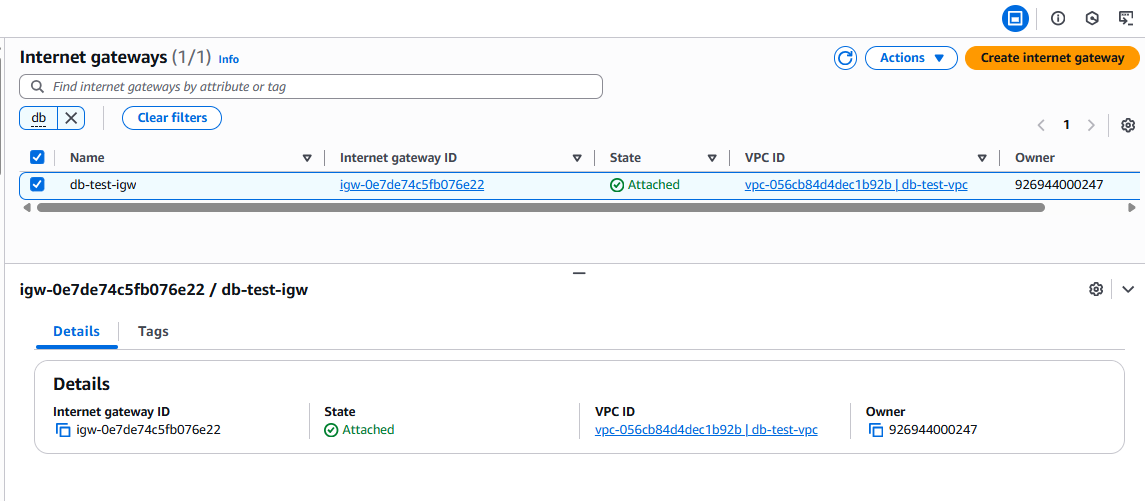 Internet gateways (1/1) Info
Actions
Create internet gateway
Find internet gateways by attribute or tag
db
Clear filters
1
Name Internet gateway ID State VPC ID Owner
db-test-igw igw-0e7de74c5fb076e22 Attached vpc-056cb84d4dec1b92b | db-test-vpc 926944000247
igw-0e7de74c5fb076e22 / db-test-igw
Details Tags
Details
Internet gateway ID State VPC ID Owner
igw-0e7de74c5fb076e22 Attached vpc-056cb84d4dec1b92b | db-test-vpc 926944000247